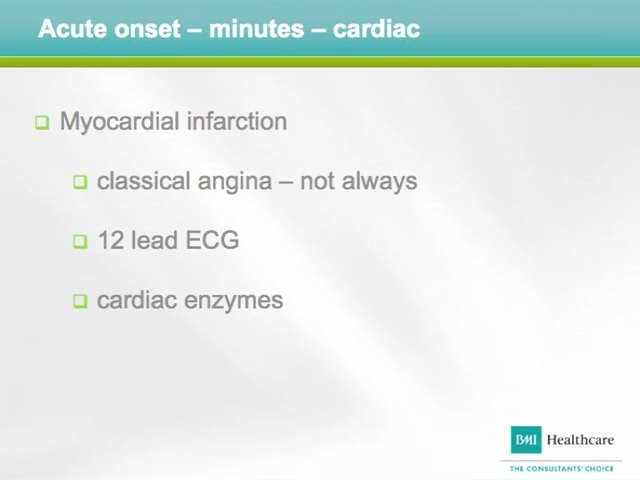 Acute onset – minutes – cardiac
Myocardial infarction
classical angina – not always
12 lead ECG
cardiac enzymes
BMI Healthcare
THE CONSULTANTS' CHOICE